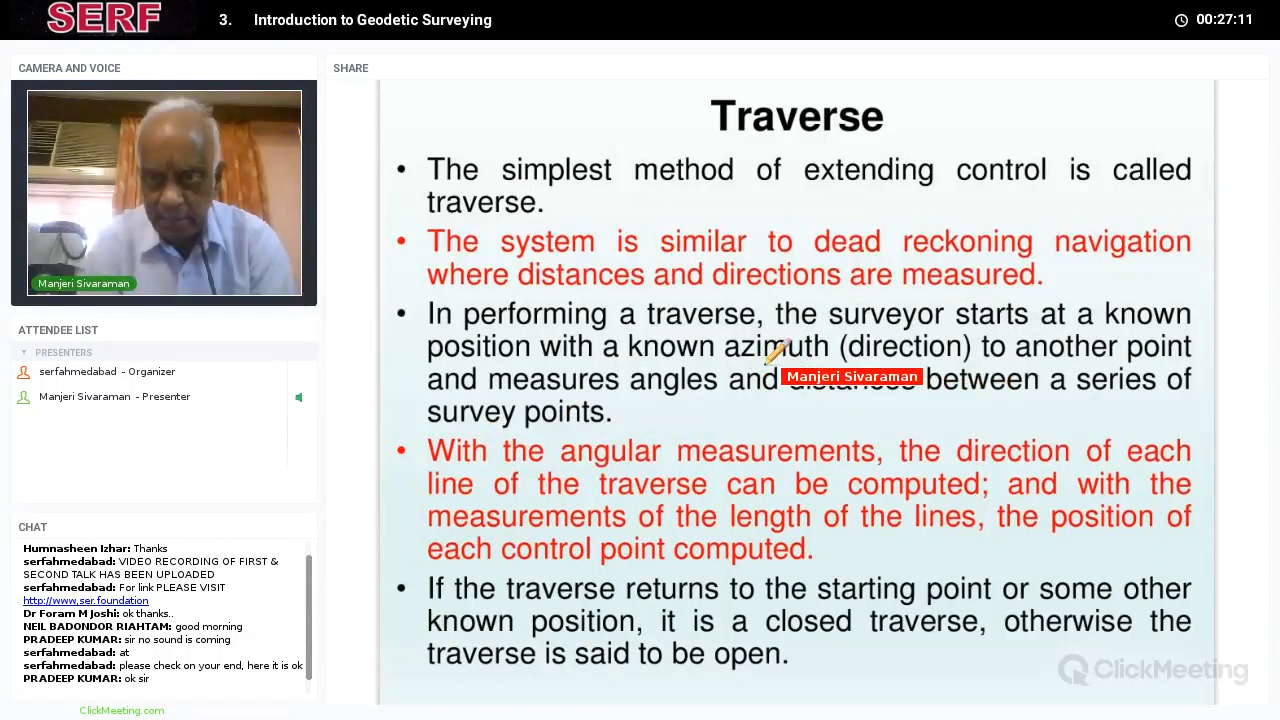 SERF
3. Introduction to Geodetic Surveying
00:27:11
CAMERA AND VOICE
Manjeri Sivaraman
ATTENDEE LIST
PRESENTERS
serfahmedabad - Organizer
Manjeri Sivaraman - Presenter
CHAT
Humnasheen Izhar: Thanks
serfahmedabad: VIDEO RECORDING OF FIRST &
SECOND TALK HAS BEEN UPLOADED
serfahmedabad: For link PLEASE VISIT
http://www.ser.foundation
Dr Foram M Joshi: ok thanks..
NEIL BADONDOR RIAHTAM: good morning
PRADEEP KUMAR: sir no sound is coming
serfahmedabad: at
serfahmedabad: please check on your end, here it is ok
PRADEEP KUMAR: ok sir
ClickMeeting.com
SHARE
Traverse
• The simplest method of extending control is called
traverse.
• The system is similar to dead reckoning navigation
where distances and directions are measured.
• In performing a traverse, the surveyor starts at a known
position with a known azimuth (direction) to another point
and measures angles and distances between a series of
Manjeri Sivaraman
survey points.
• With the angular measurements, the direction of each
line of the traverse can be computed; and with the
measurements of the length of the lines, the position of
each control point computed.
• If the traverse returns to the starting point or some other
known position, it is a closed traverse, otherwise the
traverse is said to be open.
ClickMeeting